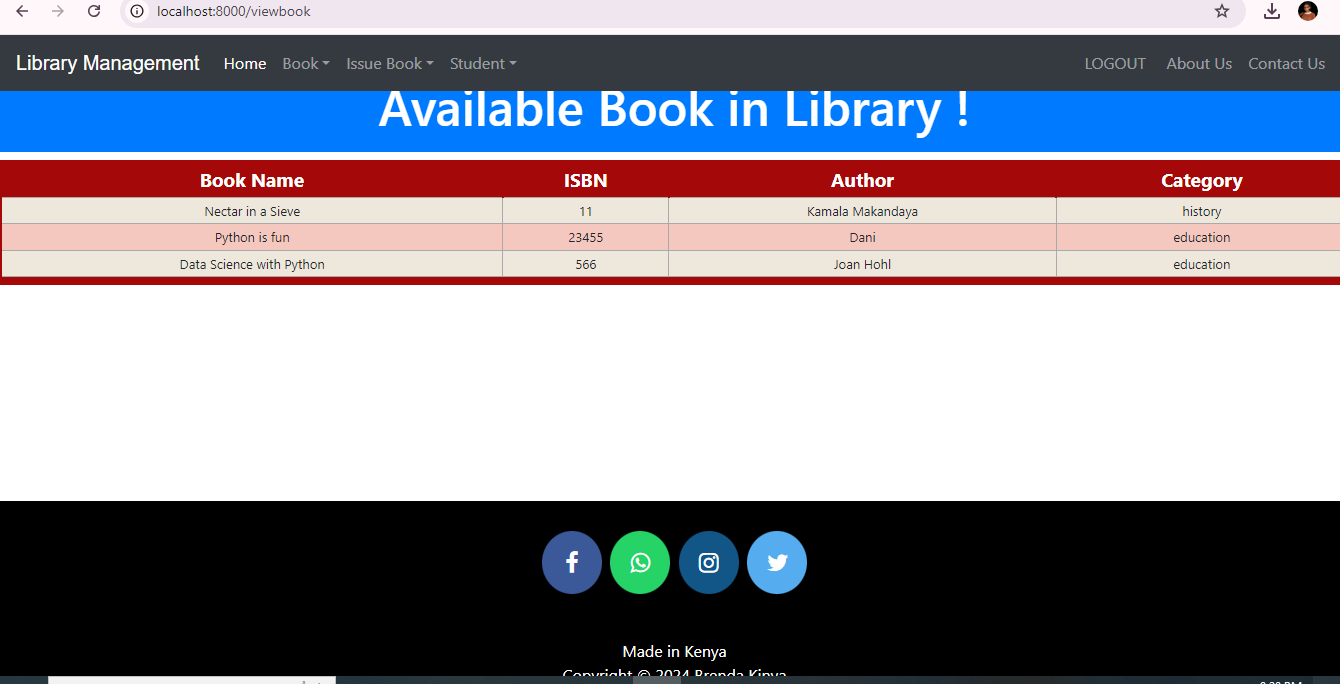 localhost:8000/viewbook
Library Management Home Book Issue Book Student LOGOUT About Us Contact Us
Available Book in Library !
Book Name ISBN Author Category
Nectar in a Sieve 11 Kamala Makandaya history
Python is fun 23455 Dani education
Data Science with Python 566 Joan Hohl education
Made in Kenya
Copyright © 2024 Brenda Kinya